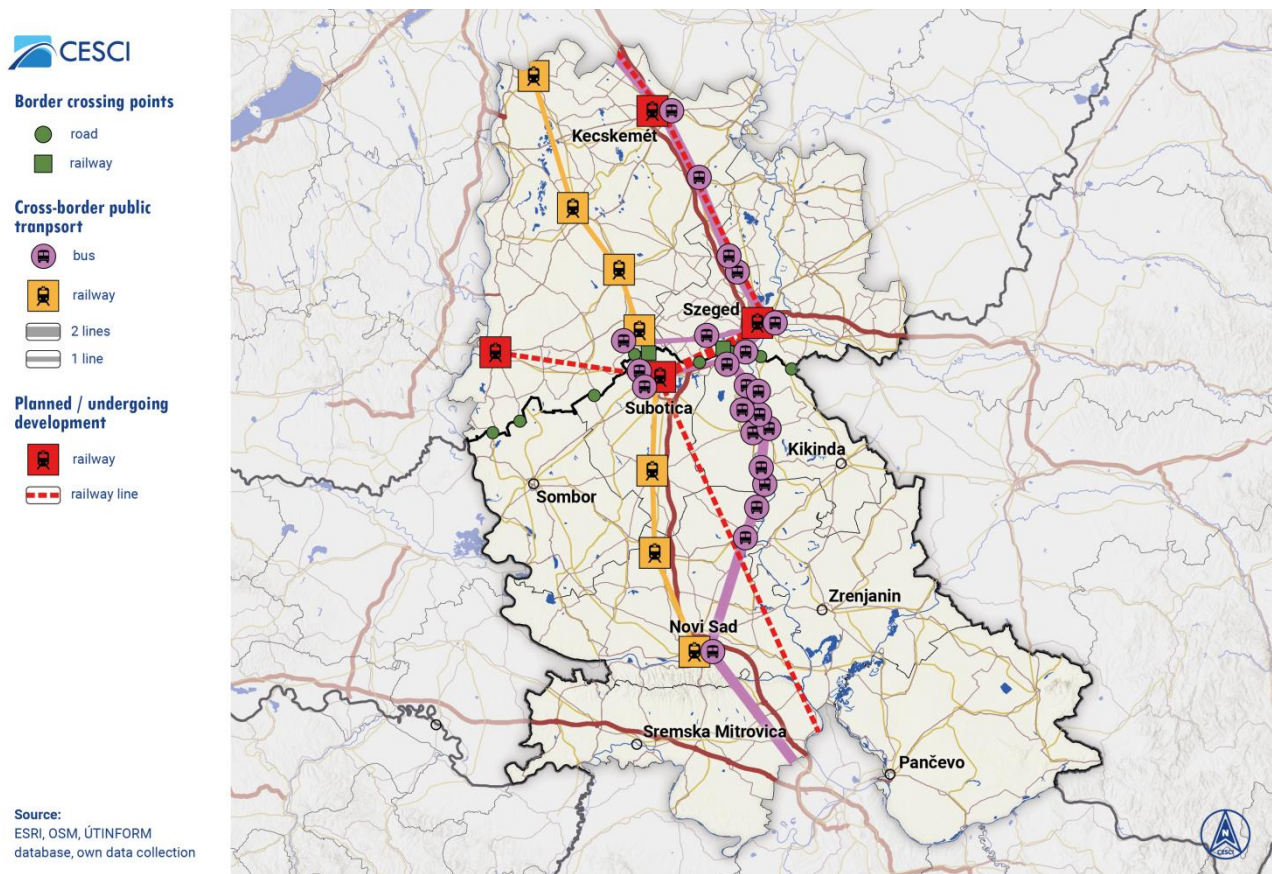 CESCI
Border crossing points
road
railway
Cross-border public
tranpsort
bus
railway
2 lines
1 line
Planned / undergoing
development
railway
railway line
Source:
ESRI, OSM, ÚTINFORM
database, own data collection
Kecskemét
Szeged
Subotica
Kikinda
Sombor
Zrenjanin
Novi Sad
Sremska Mitrovica
Pančevo
N
CESCI